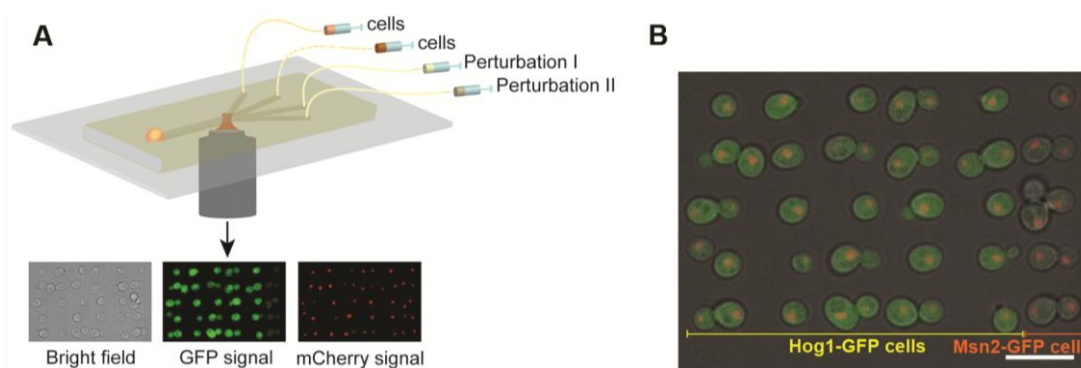 A
cells
cells
Perturbation I
Perturbation II
Bright field
GFP signal
mCherry signal
B
Hog1-GFP cells
Msn2-GFP cell